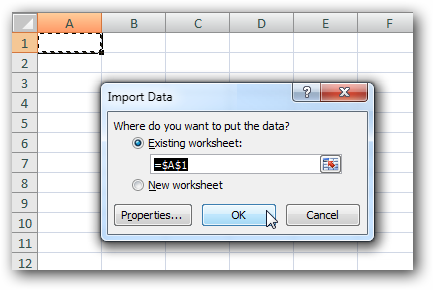 A B C D E F
1
2
3
4
5
6
7
8
9
10
11
12
Import Data
?
Where do you want to put the data?
Existing worksheet:
=$A$1
New worksheet
Properties... OK Cancel